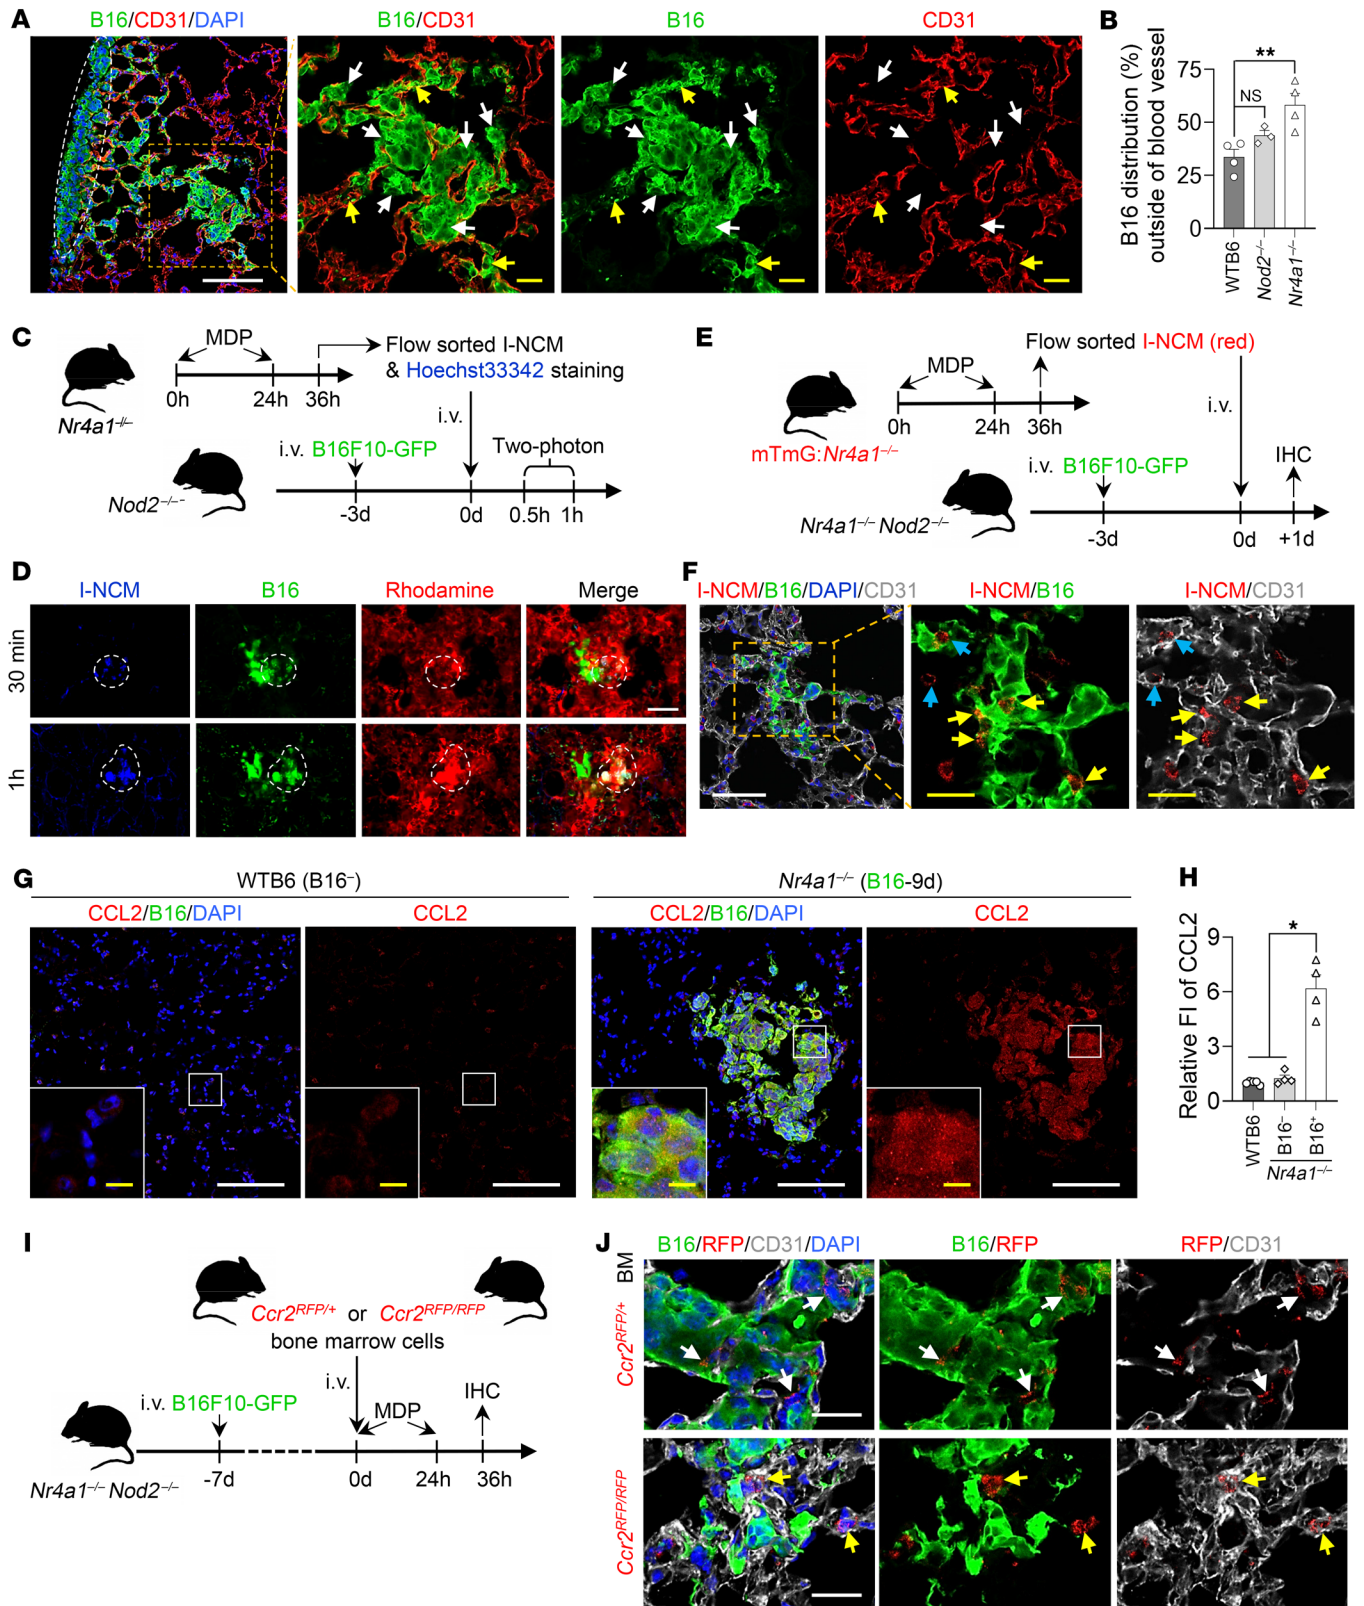 A
B16/CD31/DAPI
B16/CD31
B16
CD31
B
B16 distribution (%)
outside of blood vessel
75
50
25
0
**
NS
WTB6
Nod2–/–
Nr4a1–/–
C
MDP
0h
24h
36h
Nr4a1–/–
Flow sorted I-NCM
& Hoechst33342 staining
i.v.
i.v. B16F10-GFP
Two-photon
Nod2–/–-
-3d
0d
0.5h
1h
E
Flow sorted I-NCM (red)
MDP
0h
24h
36h
mTmG:Nr4a1–/–
i.v.
i.v. B16F10-GFP
IHC
Nr4a1–/– Nod2–/–
-3d
0d
+1d
D
I-NCM
B16
Rhodamine
Merge
30 min
1h
F
I-NCM/B16/DAPI/CD31
I-NCM/B16
I-NCM/CD31
G
WTB6 (B16–)
Nr4a1–/– (B16-9d)
CCL2/B16/DAPI
CCL2
CCL2/B16/DAPI
CCL2
H
Relative FI of CCL2
9
6
3
0
*
WTB6
B16–
B16+
Nr4a1–/–
I
Ccr2RFP/+ or Ccr2RFP/RFP
bone marrow cells
i.v.
i.v. B16F10-GFP
MDP
IHC
Nr4a1–/– Nod2–/–
-7d
0d
24h
36h
J
B16/RFP/CD31/DAPI
B16/RFP
RFP/CD31
BM
Ccr2RFP/+
Ccr2RFP/RFP